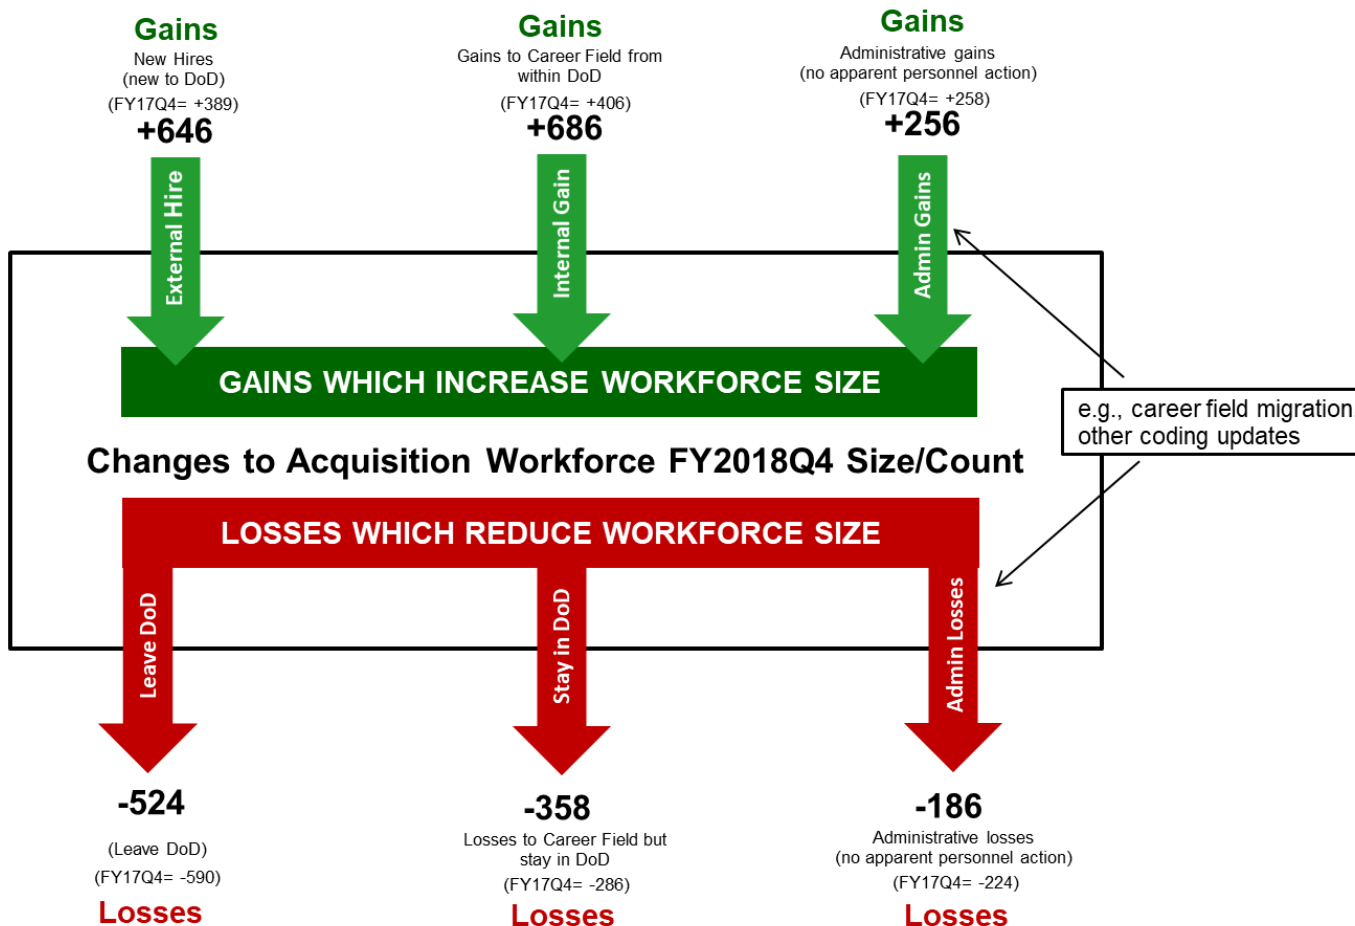 Gains
New Hires
(new to DoD)
(FY17Q4= +389)
+646
Gains
Gains to Career Field from
within DoD
(FY17Q4= +406)
+686
Gains
Administrative gains
(no apparent personnel action)
(FY17Q4= +258)
+256
External Hire
Internal Gain
Admin Gains
GAINS WHICH INCREASE WORKFORCE SIZE
e.g., career field migration,
other coding updates
Changes to Acquisition Workforce FY2018Q4 Size/Count
LOSSES WHICH REDUCE WORKFORCE SIZE
Leave DoD
Stay in DoD
Admin Losses
-524
(Leave DoD)
(FY17Q4= -590)
Losses
-358
Losses to Career Field but
stay in DoD
(FY17Q4= -286)
Losses
-186
Administrative losses
(no apparent personnel action)
(FY17Q4= -224)
Losses